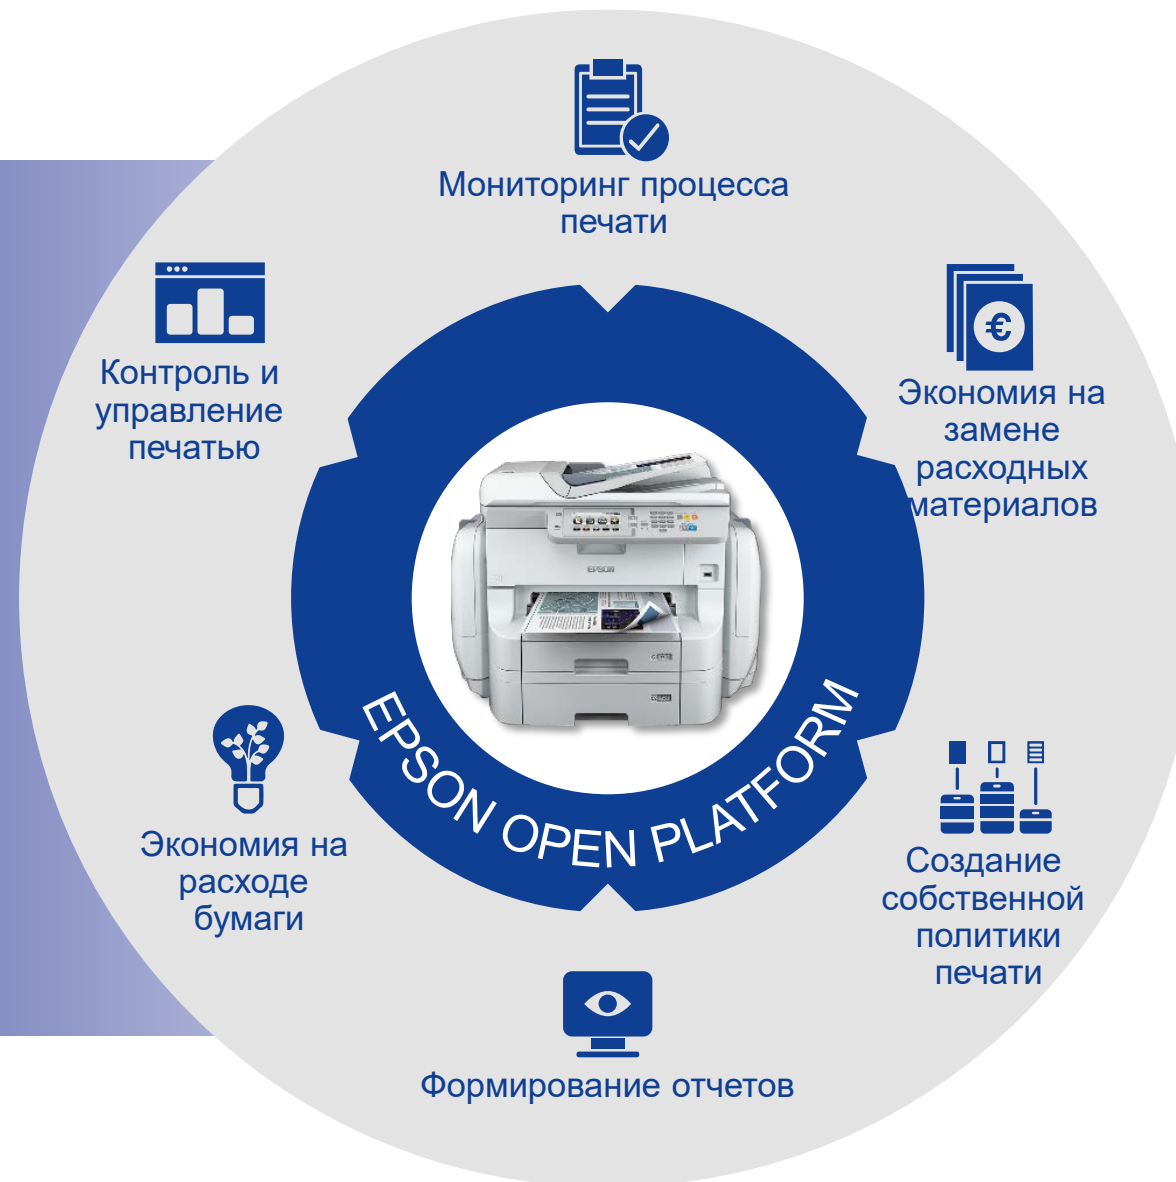 Мониторинг процесса
печати
Контроль и
управление
печатью
€
Экономия на
замене
расходных
материалов
EPSON
EPSON OPEN PLATFORM
Экономия на
расходе
бумаги
Создание
собственной
политики
печати
Формирование отчетов